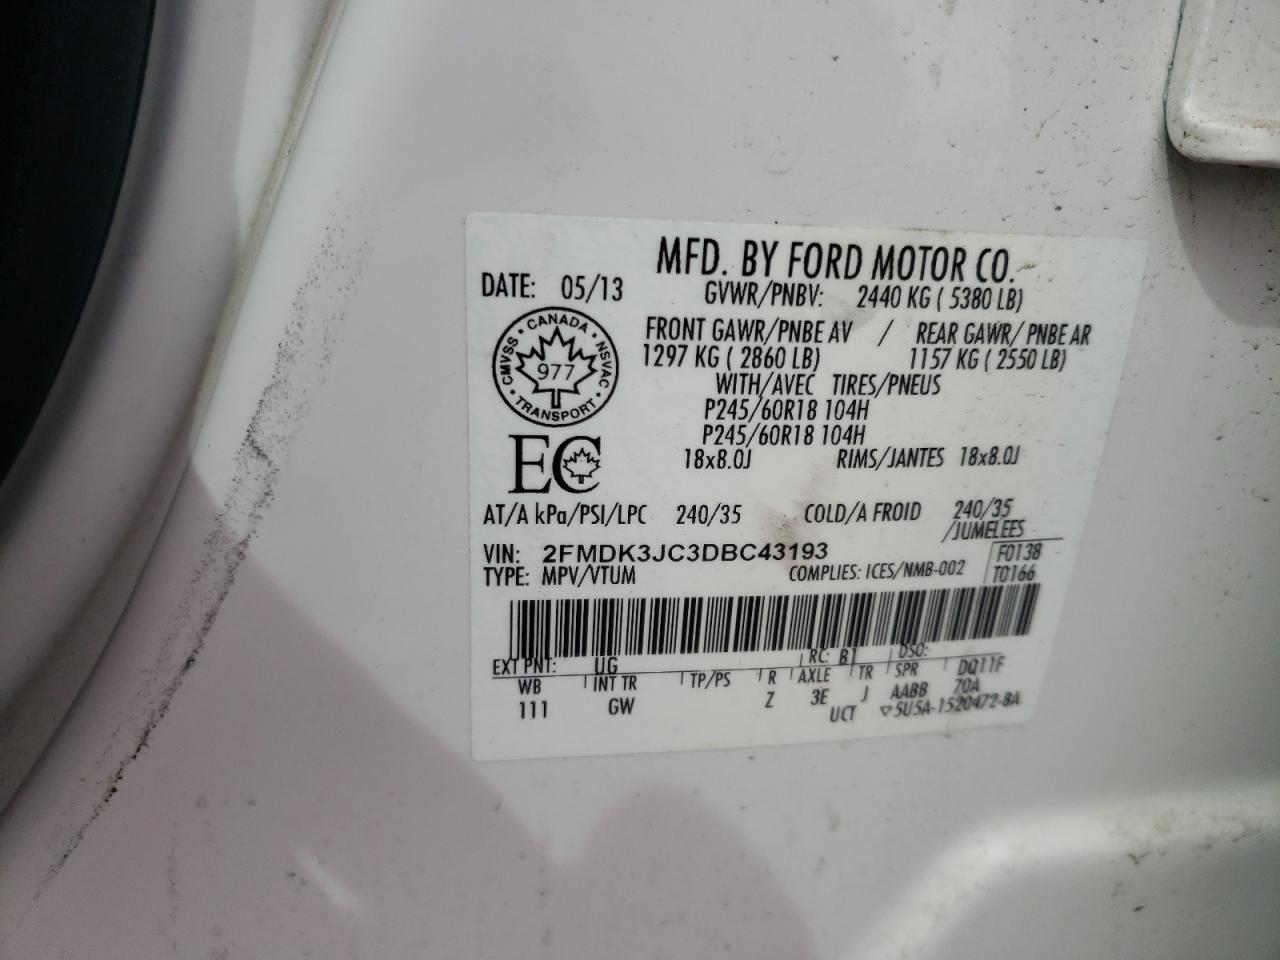 MFD. BY FORD MOTOR CO.
DATE: 05/13 GVWR/PNBV: 2440 KG ( 5380 LB)
FRONT GAWR/PNBE AV / REAR GAWR/ PNBE AR
1297 KG ( 2860 LB) 1157 KG ( 2550 LB)
WITH/AVEC TIRES/PNEUS
P245/60R18 104H
P245/60R18 104H
18x8.0J RIMS/JANTES 18x8.0J
CMVSS • CANADA • NSVAC • TRANSPORT •
977
EC
AT/A kPa/PSI/LPC 240/35 COLD/A FROID 240/35
/JUMELEES
VIN: 2FMDK3JC3DBC43193 F0138
TYPE: MPV/VTUM COMPLIES: ICES/NMB-002 T0166
EXT PNT: UG RC: B1 DSO:
WB INT TR TP/PS R AXLE TR SPR DQ11F
111 GW Z 3E J AABB 70A
UCT ▽5U5A-1520472-BA